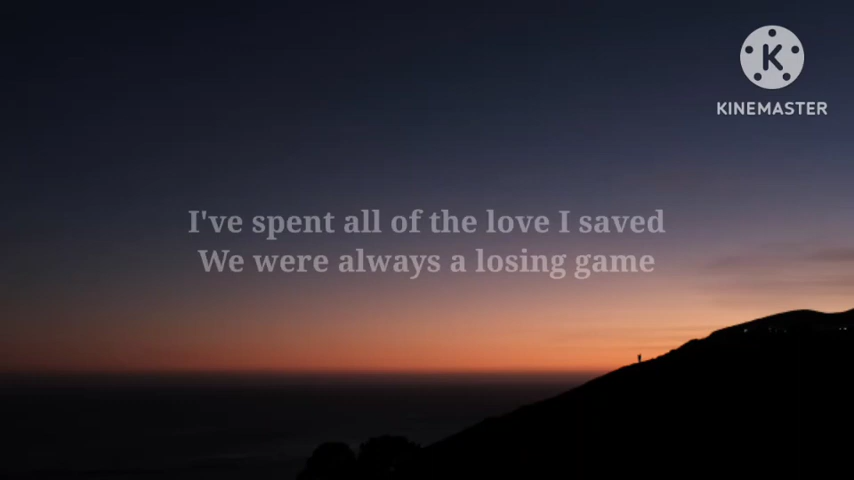 KINEMASTER
I've spent all of the love I saved
We were always a losing game